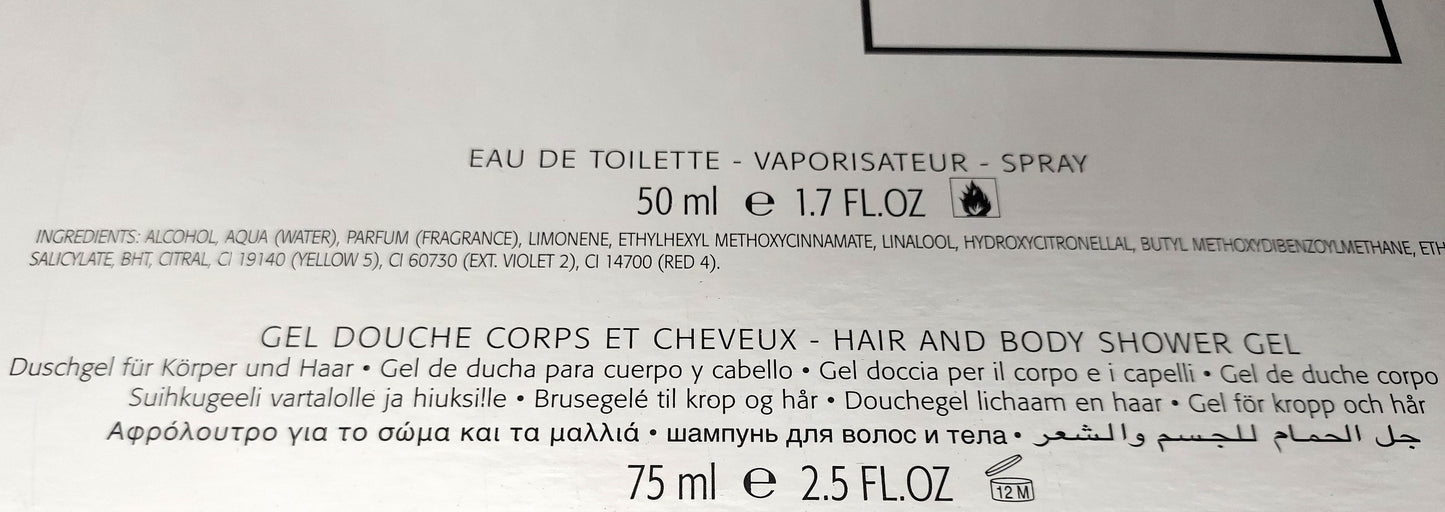 EAU DE TOILETTE - VAPORISATEUR - SPRAY
50 ml e 1.7 FL.OZ
INGREDIENTS: ALCOHOL, AQUA (WATER), PARFUM (FRAGRANCE), LIMONENE, ETHYLHEXYL METHOXYCINNAMATE, LINALOOL, HYDROXYCITRONELLAL, BUTYL METHOXYDIBENZOYLMETHANE, ETH
SALICYLATE, BHT, CITRAL, CI 19140 (YELLOW 5), CI 60730 (EXT. VIOLET 2), CI 14700 (RED 4).
GEL DOUCHE CORPS ET CHEVEUX - HAIR AND BODY SHOWER GEL
Duschgel für Körper und Haar • Gel de ducha para cuerpo y cabello • Gel doccia per il corpo e i capelli • Gel de duche corpo
Suihkugeeli vartalolle ja hiuksille • Brusegelé til krop og hår • Douchegel lichaam en haar • Gel för kropp och hår
Αφρόλουτρο για το σώμα και τα μαλλιά • шампунь для волос и тела • جل الحمام للجسم والشعر
75 ml e 2.5 FL.OZ
12 M